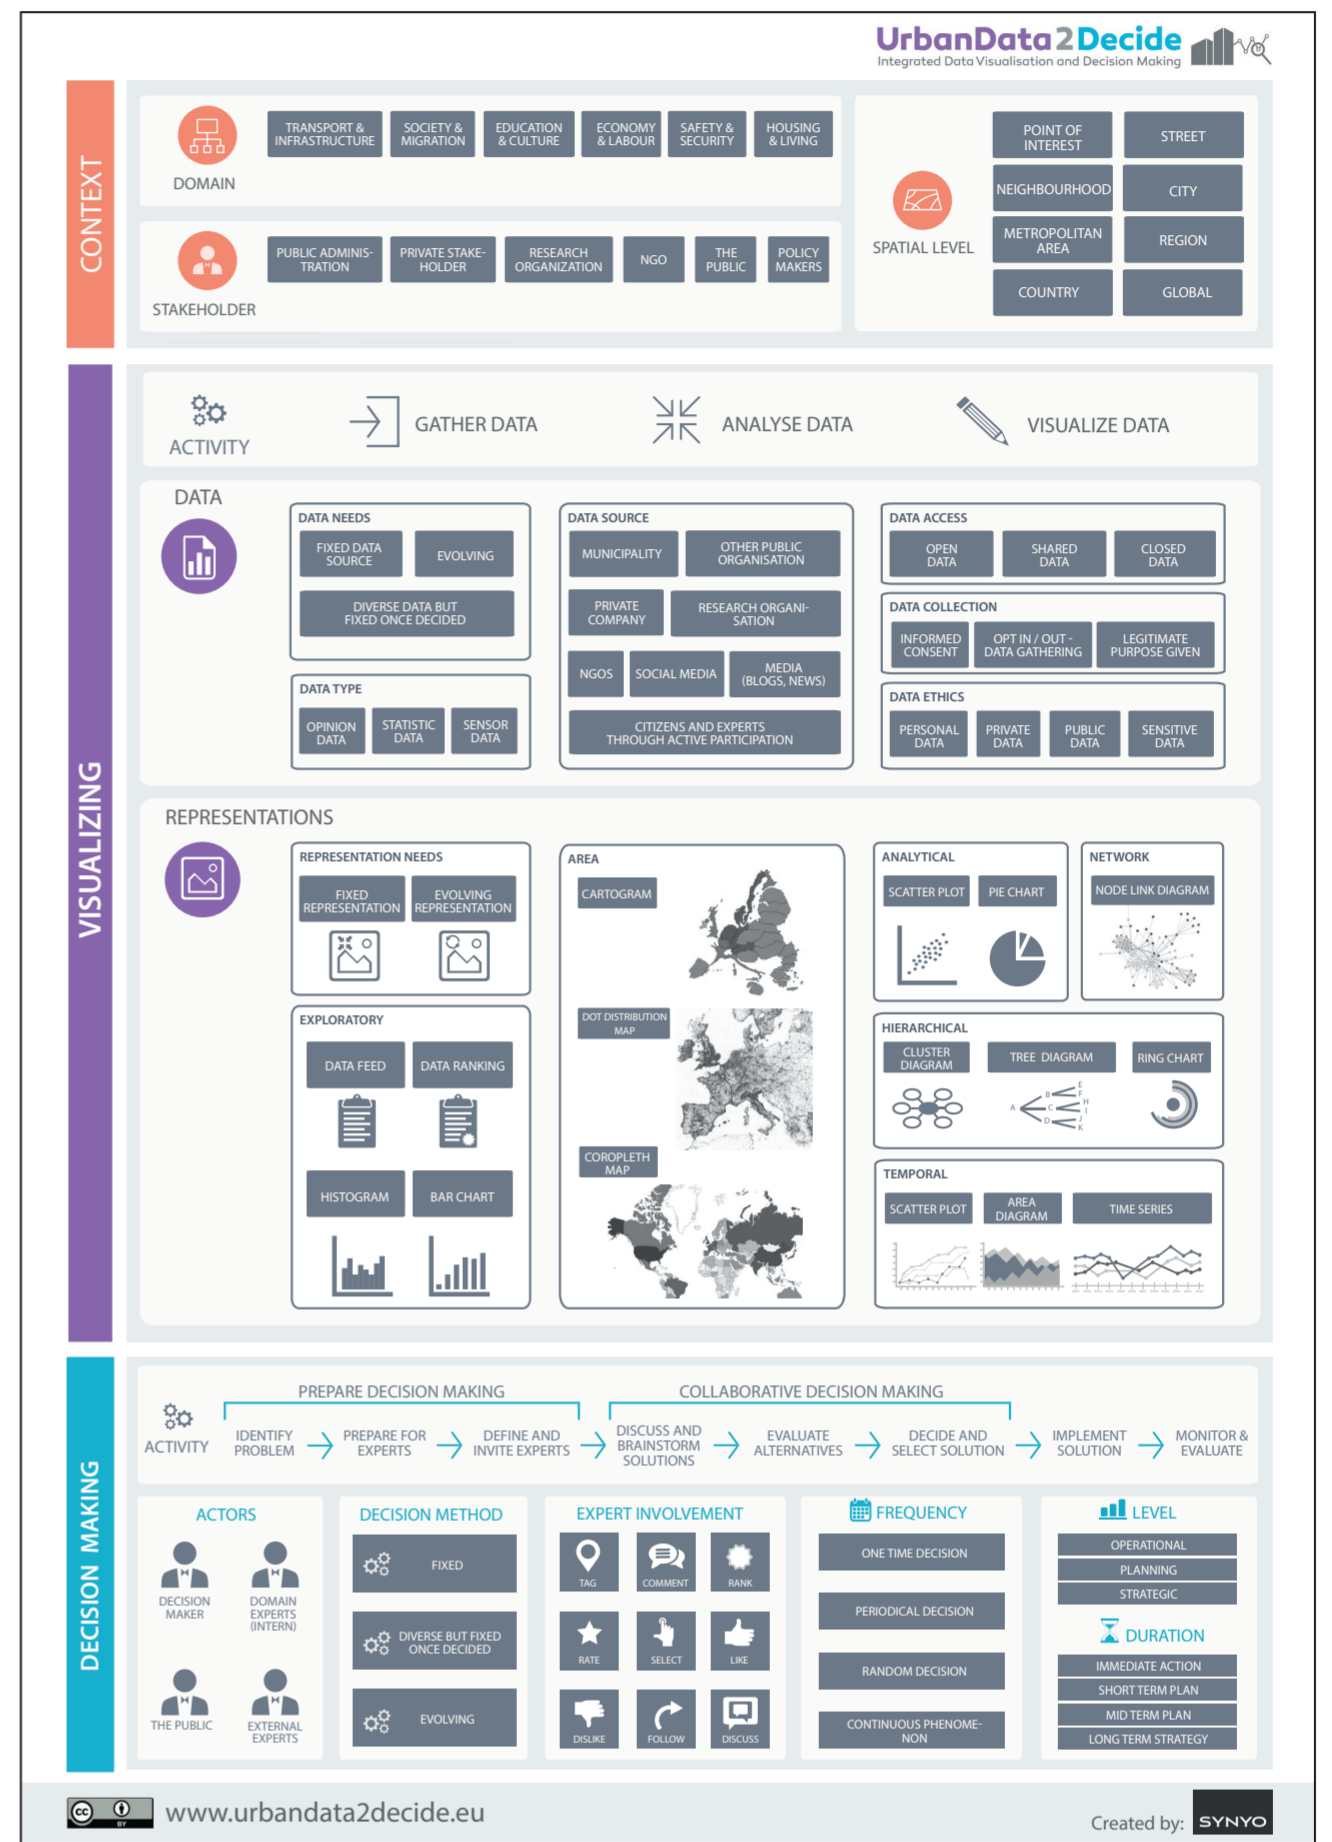 UrbanData2Decide
Integrated Data Visualisation and Decision Making
CONTEXT
DOMAIN
TRANSPORT &
INFRASTRUCTURE
SOCIETY &
MIGRATION
EDUCATION
& CULTURE
ECONOMY
& LABOUR
SAFETY &
SECURITY
HOUSING
& LIVING
STAKEHOLDER
PUBLIC ADMINIS-
TRATION
PRIVATE STAKE-
HOLDER
RESEARCH
ORGANIZATION
NGO
THE
PUBLIC
POLICY
MAKERS
SPATIAL LEVEL
POINT OF
INTEREST
STREET
NEIGHBOURHOOD
CITY
METROPOLITAN
AREA
REGION
COUNTRY
GLOBAL
VISUALIZING
ACTIVITY
GATHER DATA
ANALYSE DATA
VISUALIZE DATA
DATA
DATA NEEDS
FIXED DATA
SOURCE
EVOLVING
DIVERSE DATA BUT
FIXED ONCE DECIDED
DATA TYPE
OPINION
DATA
STATISTIC
DATA
SENSOR
DATA
DATA SOURCE
MUNICIPALITY
OTHER PUBLIC
ORGANISATION
PRIVATE
COMPANY
RESEARCH ORGANI-
SATION
NGOS
SOCIAL MEDIA
MEDIA
(BLOGS, NEWS)
CITIZENS AND EXPERTS
THROUGH ACTIVE PARTICIPATION
DATA ACCESS
OPEN
DATA
SHARED
DATA
CLOSED
DATA
DATA COLLECTION
INFORMED
CONSENT
OPT IN / OUT -
DATA GATHERING
LEGITIMATE
PURPOSE GIVEN
DATA ETHICS
PERSONAL
DATA
PRIVATE
DATA
PUBLIC
DATA
SENSITIVE
DATA
REPRESENTATIONS
REPRESENTATION NEEDS
FIXED
REPRESENTATION
EVOLVING
REPRESENTATION
EXPLORATORY
DATA FEED
DATA RANKING
HISTOGRAM
BAR CHART
AREA
CARTOGRAM
DOT DISTRIBUTION
MAP
COROPLETH
MAP
ANALYTICAL
SCATTER PLOT
PIE CHART
NETWORK
NODE LINK DIAGRAM
HIERARCHICAL
CLUSTER
DIAGRAM
TREE DIAGRAM
A
B
C
D
E
F
H
I
J
K
RING CHART
TEMPORAL
SCATTER PLOT
AREA
DIAGRAM
TIME SERIES
DECISION MAKING
PREPARE DECISION MAKING
COLLABORATIVE DECISION MAKING
ACTIVITY
IDENTIFY
PROBLEM
PREPARE FOR
EXPERTS
DEFINE AND
INVITE EXPERTS
DISCUSS AND
BRAINSTORM
SOLUTIONS
EVALUATE
ALTERNATIVES
DECIDE AND
SELECT SOLUTION
IMPLEMENT
SOLUTION
MONITOR &
EVALUATE
ACTORS
DECISION
MAKER
DOMAIN
EXPERTS
(INTERN)
THE PUBLIC
EXTERNAL
EXPERTS
DECISION METHOD
FIXED
DIVERSE BUT FIXED
ONCE DECIDED
EVOLVING
EXPERT INVOLVEMENT
TAG
COMMENT
RANK
RATE
SELECT
LIKE
DISLIKE
FOLLOW
DISCUSS
FREQUENCY
ONE TIME DECISION
PERIODICAL DECISION
RANDOM DECISION
CONTINUOUS PHENOME-
NON
LEVEL
OPERATIONAL
PLANNING
STRATEGIC
DURATION
IMMEDIATE ACTION
SHORT TERM PLAN
MID TERM PLAN
LONG TERM STRATEGY
cc
BY
www.urbandata2decide.eu
Created by:
SYNYO